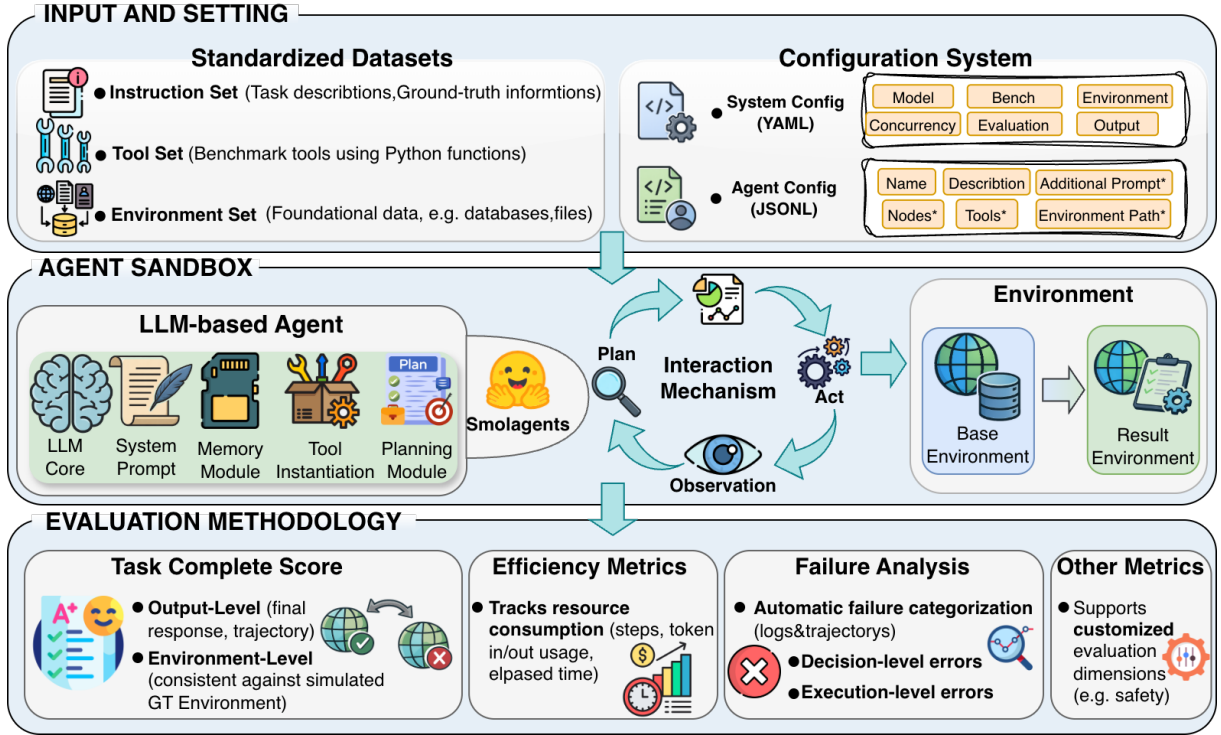 INPUT AND SETTING
Standardized Datasets
● Instruction Set (Task describtions,Ground-truth informtions)
● Tool Set (Benchmark tools using Python functions)
● Environment Set (Foundational data, e.g. databases,files)
Configuration System
● System Config
(YAML)
Model
Bench
Environment
Concurrency
Evaluation
Output
● Agent Config
(JSONL)
Name
Describtion
Additional Prompt*
Nodes*
Tools*
Environment Path*
AGENT SANDBOX
LLM-based Agent
LLM
Core
System
Prompt
Memory
Module
Tool
Instantiation
Plan
Planning
Module
Smolagents
Plan
Interaction
Mechanism
Act
Observation
Environment
Base
Environment
Result
Environment
EVALUATION METHODOLOGY
Task Complete Score
A+
● Output-Level (final
response, trajectory)
● Environment-Level
(consistent against simulated
GT Environment)
Efficiency Metrics
● Tracks resource
consumption (steps, token
in/out usage,
elpased time)
$
Failure Analysis
● Automatic failure categorization
(logs&trajectorys)
● Decision-level errors
● Execution-level errors
Other Metrics
● Supports
customized
evaluation
dimensions
(e.g. safety)